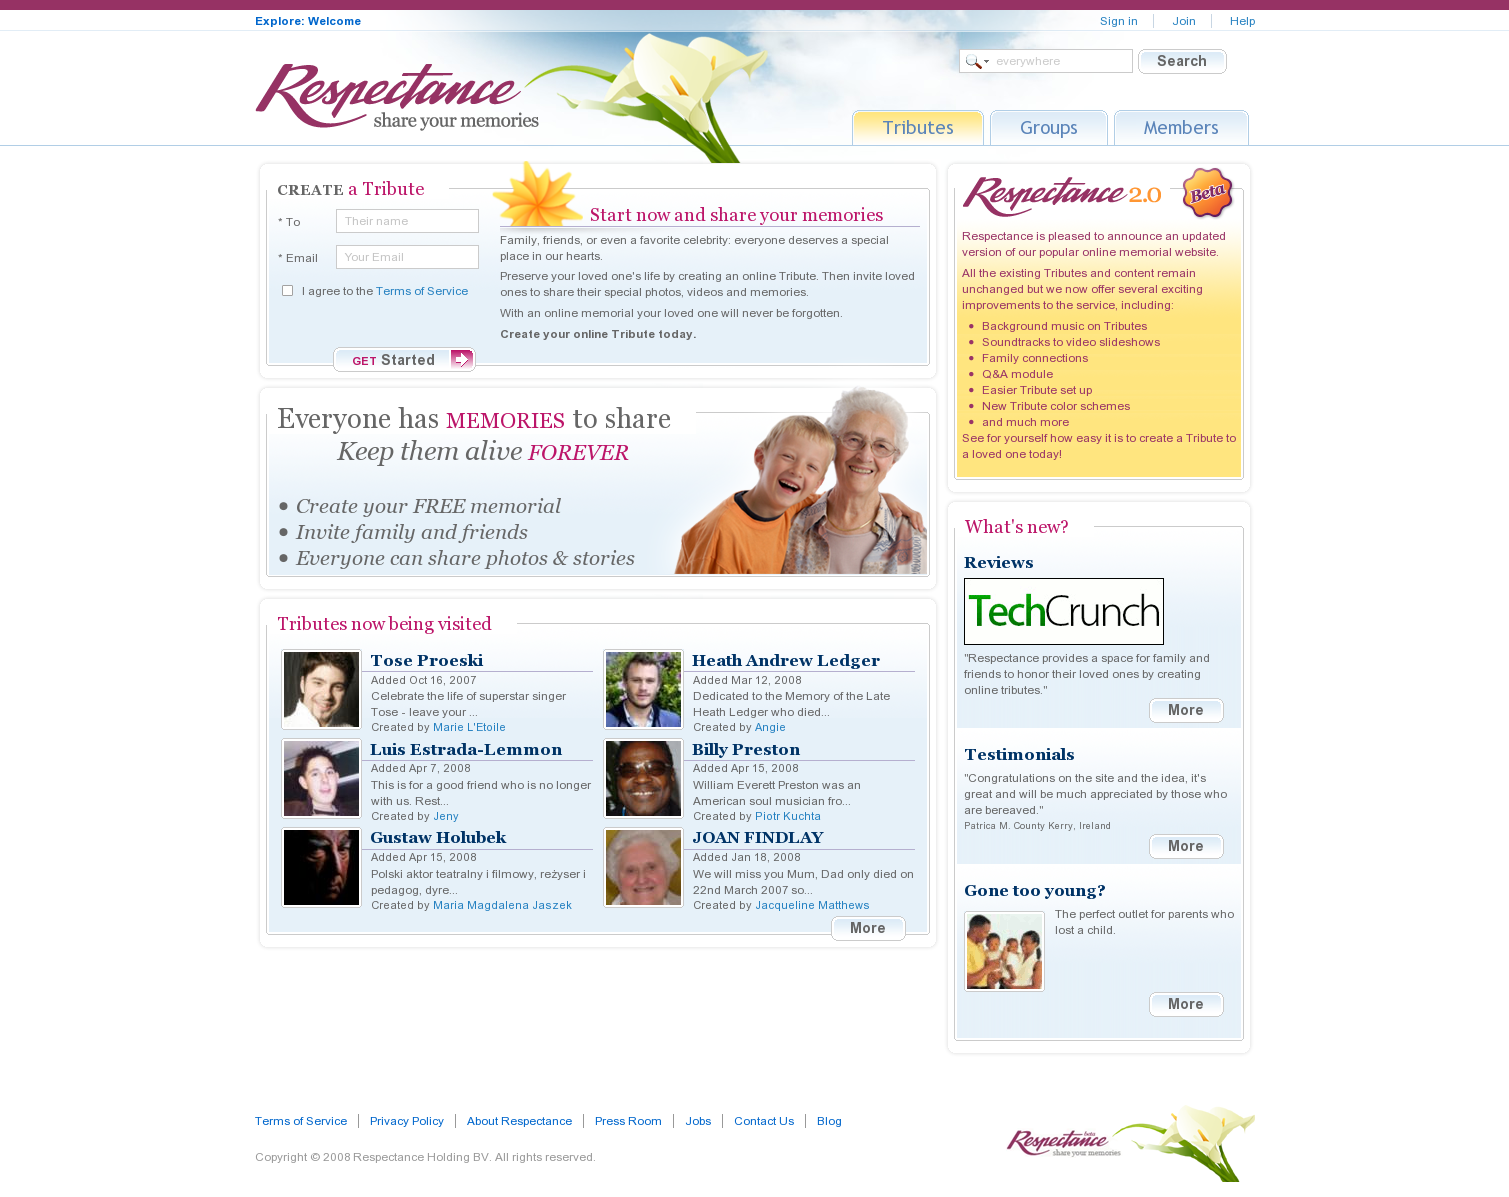 Explore: Welcome
Sign in
Join
Help
Respectance
share your memories
everywhere
Search
Tributes
Groups
Members
CREATE a Tribute
* To
Their name
* Email
Your Email
I agree to the Terms of Service
GET Started
Start now and share your memories
Family, friends, or even a favorite celebrity: everyone deserves a special
place in our hearts.
Preserve your loved one's life by creating an online Tribute. Then invite loved
ones to share their special photos, videos and memories.
With an online memorial your loved one will never be forgotten.
Create your online Tribute today.
Everyone has MEMORIES to share
Keep them alive FOREVER
• Create your FREE memorial
• Invite family and friends
• Everyone can share photos & stories
Tributes now being visited
Tose Proeski
Added Oct 16, 2007
Celebrate the life of superstar singer
Tose - leave your ...
Created by Marie L'Etoile
Heath Andrew Ledger
Added Mar 12, 2008
Dedicated to the Memory of the Late
Heath Ledger who died...
Created by Angie
Luis Estrada-Lemmon
Added Apr 7, 2008
This is for a good friend who is no longer
with us. Rest...
Created by Jeny
Billy Preston
Added Apr 15, 2008
William Everett Preston was an
American soul musician fro...
Created by Piotr Kuchta
Gustaw Holubek
Added Apr 15, 2008
Polski aktor teatralny i filmowy, reżyser i
pedagog, dyre...
Created by Maria Magdalena Jaszek
JOAN FINDLAY
Added Jan 18, 2008
We will miss you Mum, Dad only died on
22nd March 2007 so...
Created by Jacqueline Matthews
More
Respectance 2.0
Beta
Respectance is pleased to announce an updated
version of our popular online memorial website.
All the existing Tributes and content remain
unchanged but we now offer several exciting
improvements to the service, including:
• Background music on Tributes
• Soundtracks to video slideshows
• Family connections
• Q&A module
• Easier Tribute set up
• New Tribute color schemes
• and much more
See for yourself how easy it is to create a Tribute to
a loved one today!
What's new?
Reviews
TechCrunch
"Respectance provides a space for family and
friends to honor their loved ones by creating
online tributes."
More
Testimonials
"Congratulations on the site and the idea, it's
great and will be much appreciated by those who
are bereaved."
Patrica M. County Kerry, Ireland
More
Gone too young?
The perfect outlet for parents who
lost a child.
More
Terms of Service
Privacy Policy
About Respectance
Press Room
Jobs
Contact Us
Blog
Copyright © 2008 Respectance Holding BV. All rights reserved.
beta
Respectance
share your memories